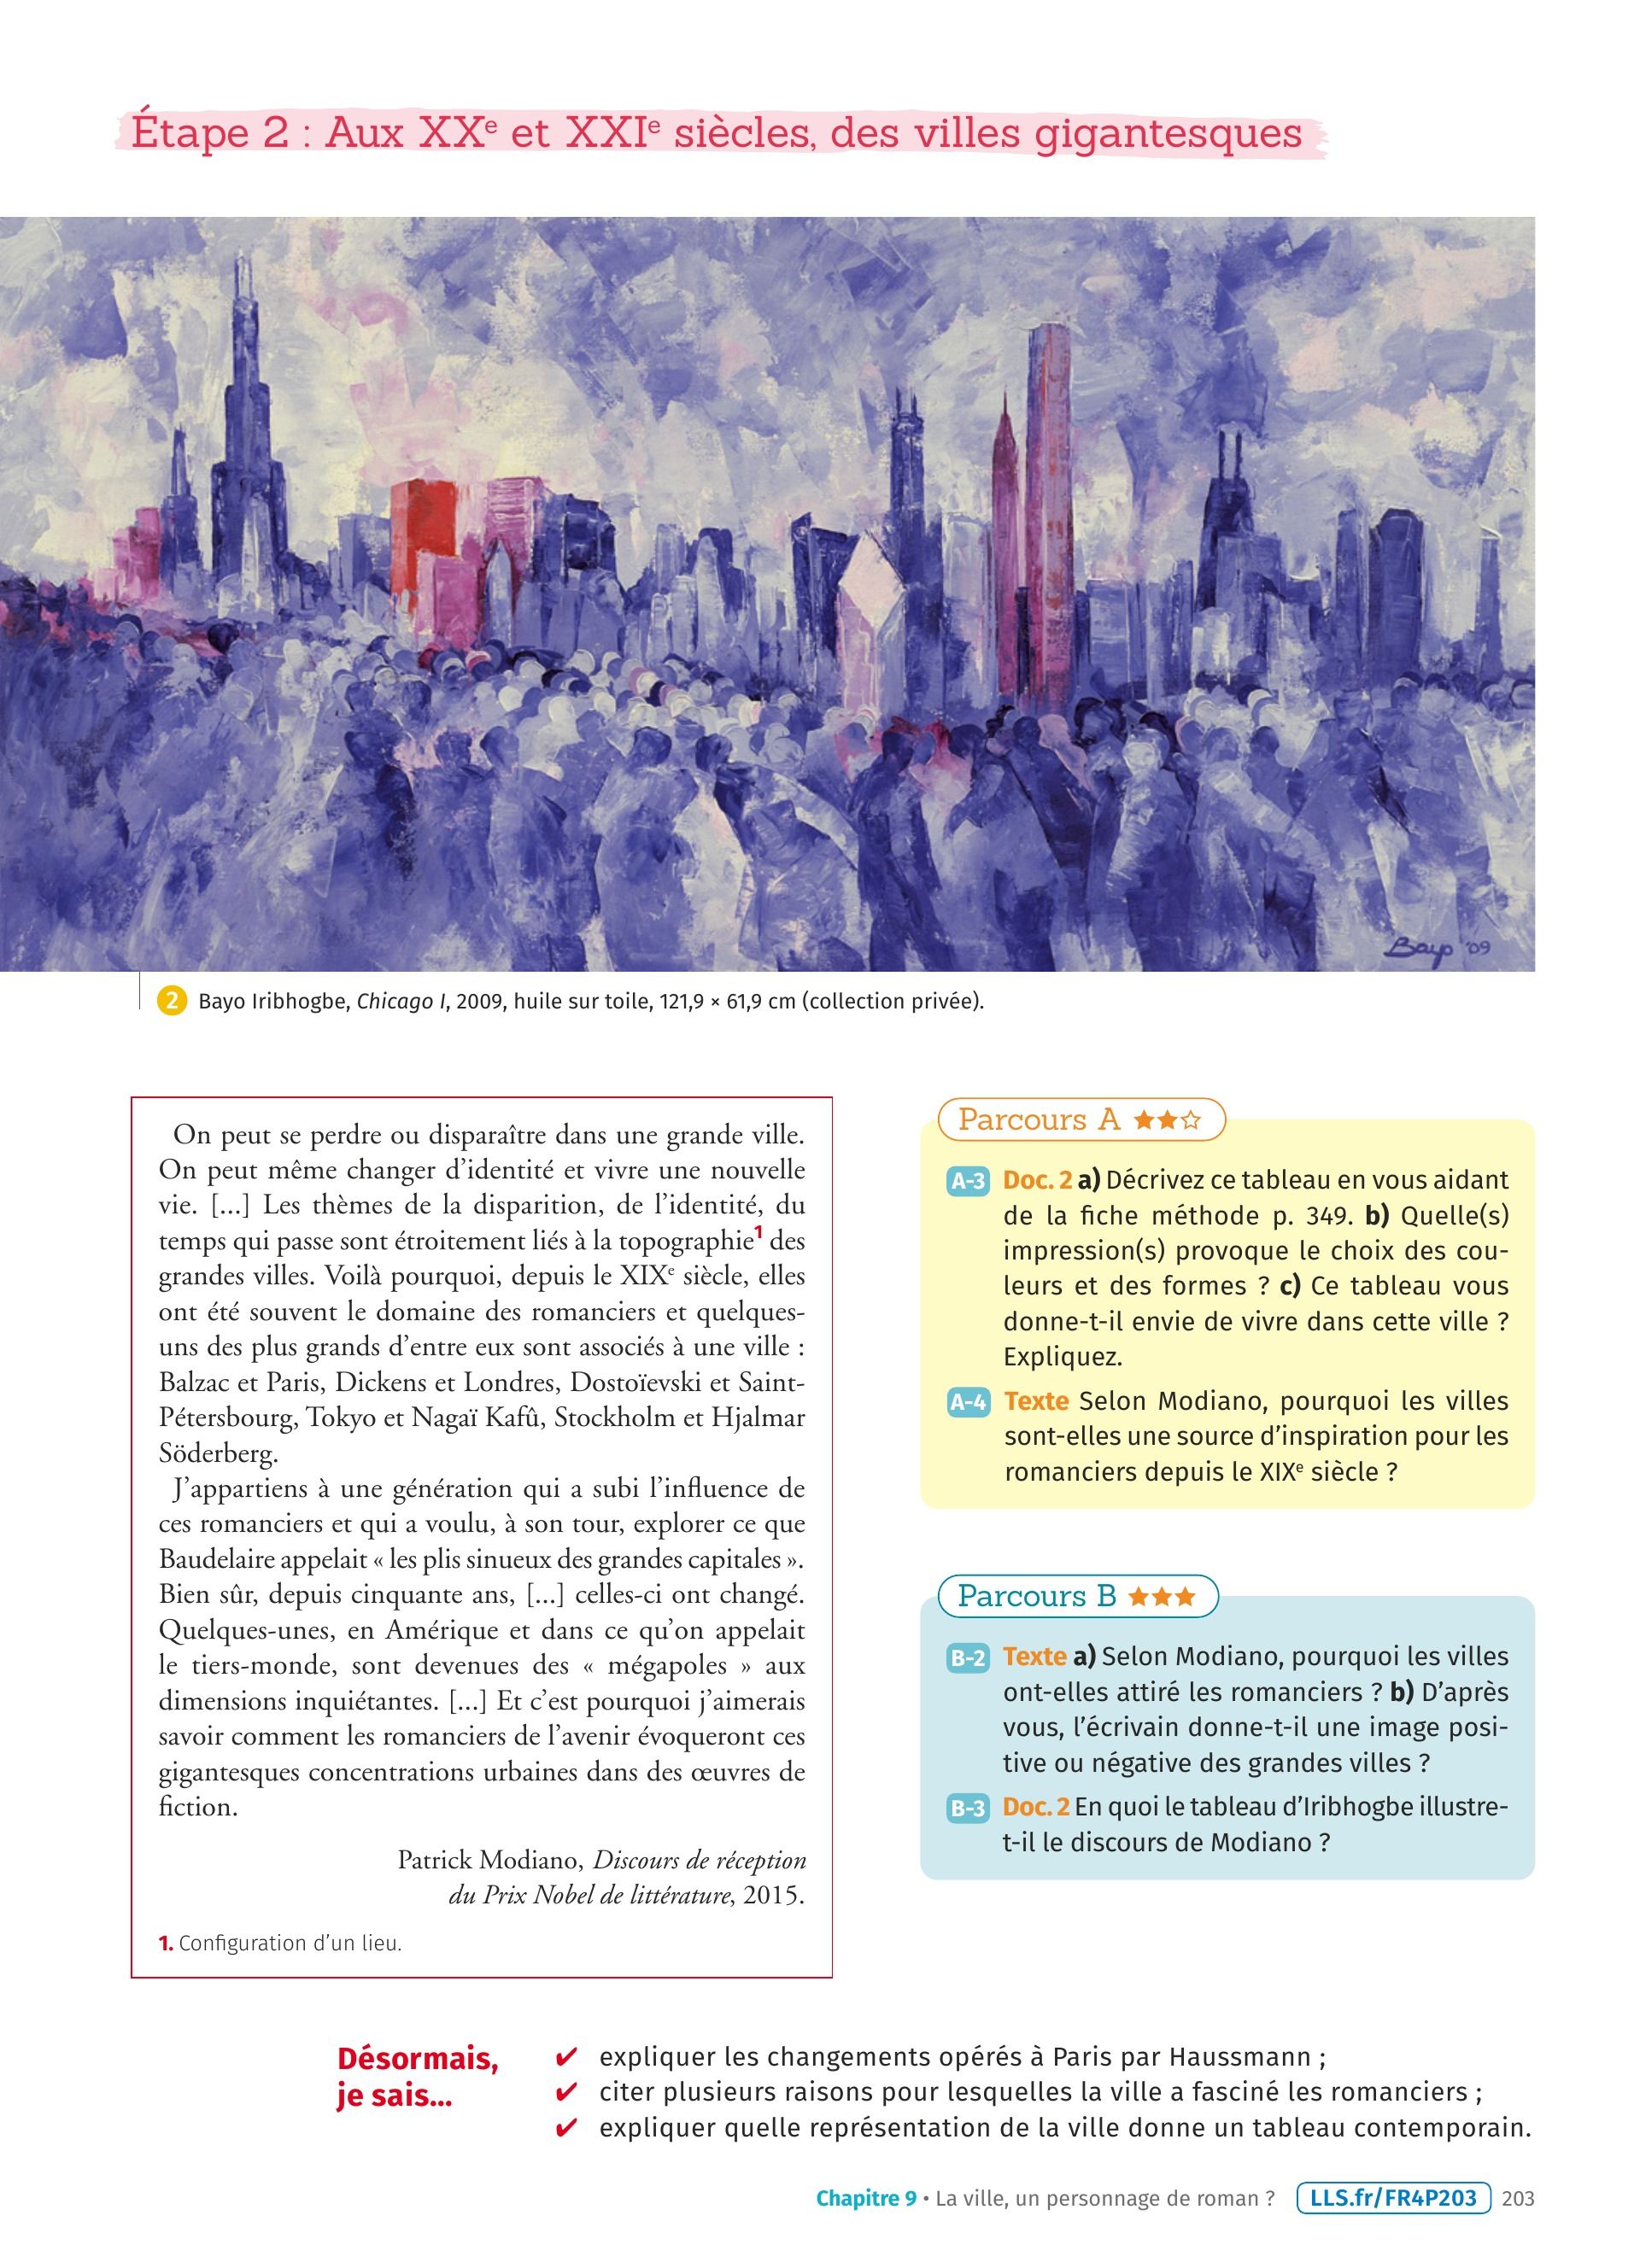 Étape 2 : Aux XXᵉ et XXIᵉ siècles, des villes gigantesques
Bayo '09
2 Bayo Iribhogbe, Chicago I, 2009, huile sur toile, 121,9 × 61,9 cm (collection privée).
On peut se perdre ou disparaître dans une grande ville.
On peut même changer d’identité et vivre une nouvelle
vie. [...] Les thèmes de la disparition, de l’identité, du
temps qui passe sont étroitement liés à la topographie¹ des
grandes villes. Voilà pourquoi, depuis le XIXᵉ siècle, elles
ont été souvent le domaine des romanciers et quelques-
uns des plus grands d’entre eux sont associés à une ville :
Balzac et Paris, Dickens et Londres, Dostoïevski et Saint-
Pétersbourg, Tokyo et Nagaï Kafû, Stockholm et Hjalmar
Söderberg.
J’appartiens à une génération qui a subi l’influence de
ces romanciers et qui a voulu, à son tour, explorer ce que
Baudelaire appelait « les plis sinueux des grandes capitales ».
Bien sûr, depuis cinquante ans, [...] celles-ci ont changé.
Quelques-unes, en Amérique et dans ce qu’on appelait
le tiers-monde, sont devenues des « mégapoles » aux
dimensions inquiétantes. [...] Et c’est pourquoi j’aimerais
savoir comment les romanciers de l’avenir évoqueront ces
gigantesques concentrations urbaines dans des œuvres de
fiction.
Patrick Modiano, Discours de réception
du Prix Nobel de littérature, 2015.
1. Configuration d’un lieu.
Parcours A ★★☆
A-3 Doc. 2 a) Décrivez ce tableau en vous aidant
de la fiche méthode p. 349. b) Quelle(s)
impression(s) provoque le choix des cou-
leurs et des formes ? c) Ce tableau vous
donne-t-il envie de vivre dans cette ville ?
Expliquez.
A-4 Texte Selon Modiano, pourquoi les villes
sont-elles une source d’inspiration pour les
romanciers depuis le XIXᵉ siècle ?
Parcours B ★★★
B-2 Texte a) Selon Modiano, pourquoi les villes
ont-elles attiré les romanciers ? b) D’après
vous, l’écrivain donne-t-il une image posi-
tive ou négative des grandes villes ?
B-3 Doc. 2 En quoi le tableau d’Iribhogbe illustre-
t-il le discours de Modiano ?
Désormais,
je sais...
✔ expliquer les changements opérés à Paris par Haussmann ;
✔ citer plusieurs raisons pour lesquelles la ville a fasciné les romanciers ;
✔ expliquer quelle représentation de la ville donne un tableau contemporain.
Chapitre 9 • La ville, un personnage de roman ? LLS.fr/FR4P203 203